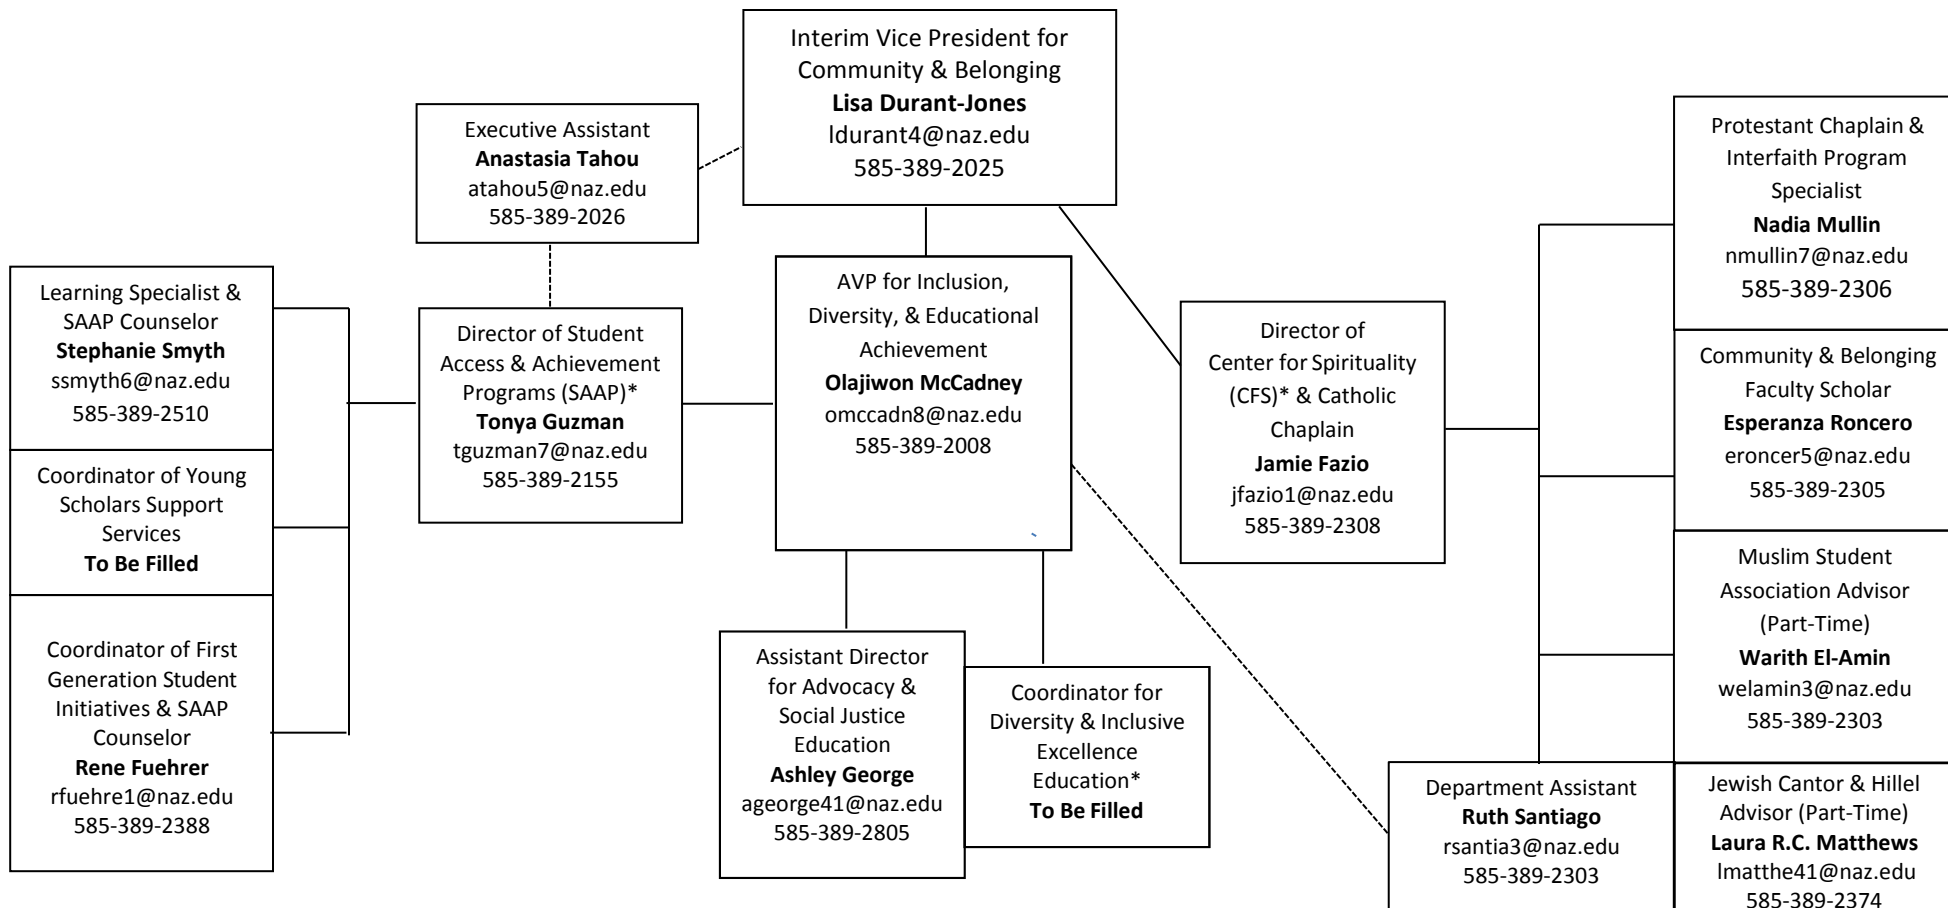 Interim Vice President for
Community & Belonging
Lisa Durant-Jones
ldurant4@naz.edu
585-389-2025
Executive Assistant
Anastasia Tahou
atahou5@naz.edu
585-389-2026
Learning Specialist &
SAAP Counselor
Stephanie Smyth
ssmyth6@naz.edu
585-389-2510
Coordinator of Young
Scholars Support
Services
To Be Filled
Coordinator of First
Generation Student
Initiatives & SAAP
Counselor
Rene Fuehrer
rfuehre1@naz.edu
585-389-2388
Director of Student
Access & Achievement
Programs (SAAP)*
Tonya Guzman
tguzman7@naz.edu
585-389-2155
AVP for Inclusion,
Diversity, & Educational
Achievement
Olajiwon McCadney
omccadn8@naz.edu
585-389-2008
Assistant Director
for Advocacy &
Social Justice
Education
Ashley George
ageorge41@naz.edu
585-389-2805
Coordinator for
Diversity & Inclusive
Excellence
Education*
To Be Filled
Director of
Center for Spirituality
(CFS)* & Catholic
Chaplain
Jamie Fazio
jfazio1@naz.edu
585-389-2308
Protestant Chaplain &
Interfaith Program
Specialist
Nadia Mullin
nmullin7@naz.edu
585-389-2306
Community & Belonging
Faculty Scholar
Esperanza Roncero
eroncer5@naz.edu
585-389-2305
Muslim Student
Association Advisor
(Part-Time)
Warith El-Amin
welamin3@naz.edu
585-389-2303
Department Assistant
Ruth Santiago
rsantia3@naz.edu
585-389-2303
Jewish Cantor & Hillel
Advisor (Part-Time)
Laura R.C. Matthews
lmatthe41@naz.edu
585-389-2374